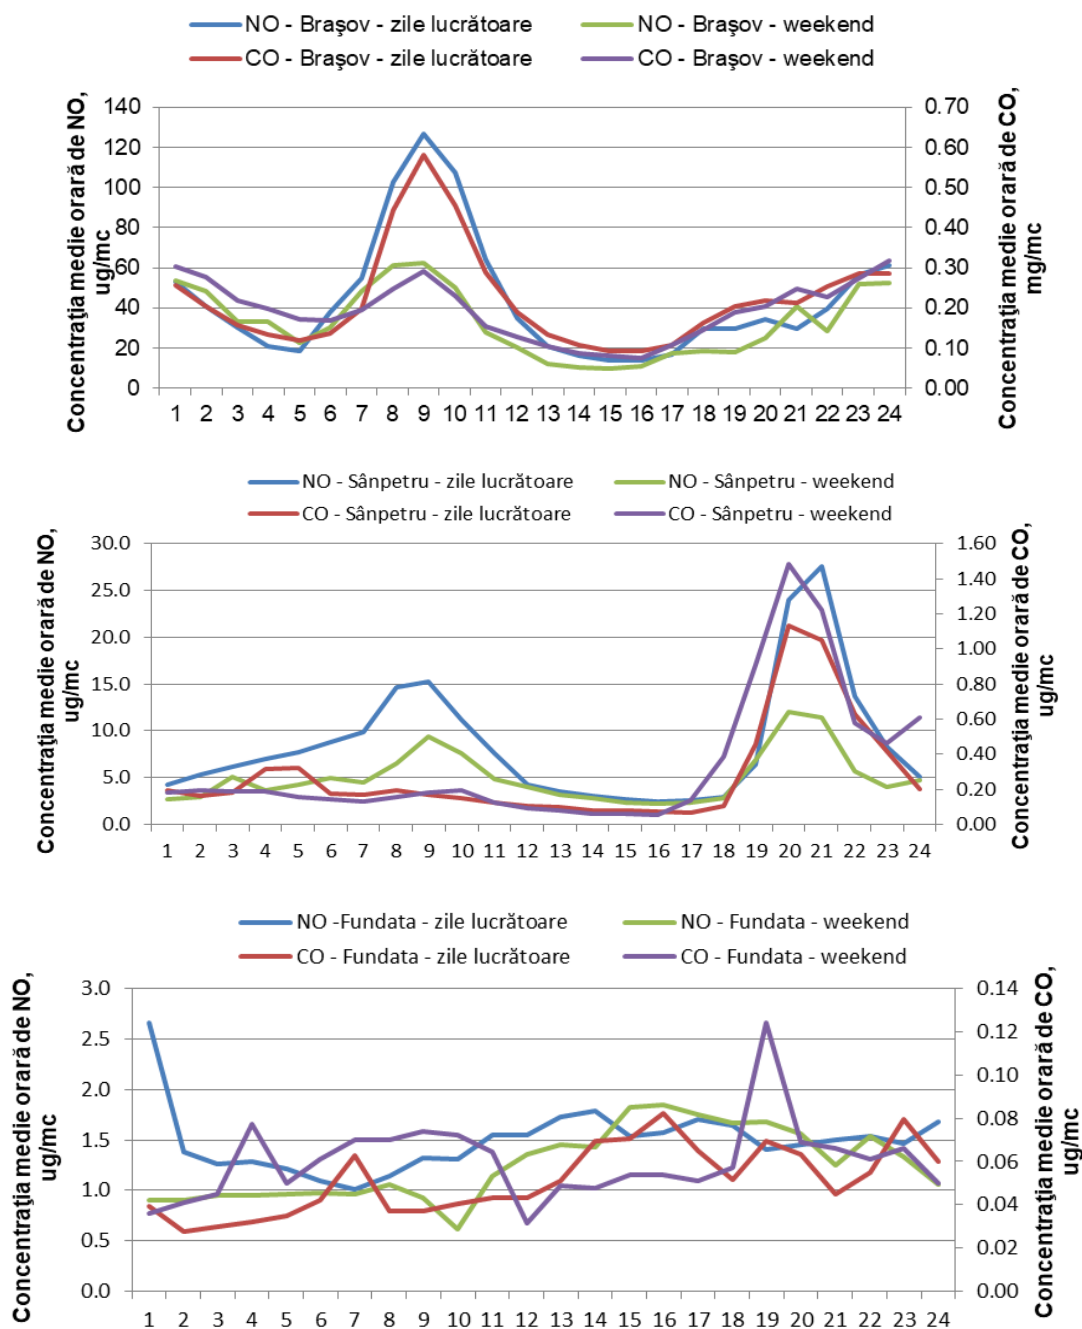 NO - Braşov - zile lucrătoare NO - Braşov - weekend
CO - Braşov - zile lucrătoare CO - Braşov - weekend
Concentraţia medie orară de NO,
ug/mc
140
120
100
80
60
40
20
0
0.70
0.60
0.50
0.40
0.30
0.20
0.10
0.00
Concentraţia medie orară de CO,
mg/mc
1 2 3 4 5 6 7 8 9 10 11 12 13 14 15 16 17 18 19 20 21 22 23 24
NO - Sânpetru - zile lucrătoare NO - Sânpetru - weekend
CO - Sânpetru - zile lucrătoare CO - Sânpetru - weekend
Concentraţia medie orară de NO,
ug/mc
30.0
25.0
20.0
15.0
10.0
5.0
0.0
1.60
1.40
1.20
1.00
0.80
0.60
0.40
0.20
0.00
Concentraţia medie orară de CO,
ug/mc
1 2 3 4 5 6 7 8 9 10 11 12 13 14 15 16 17 18 19 20 21 22 23 24
NO -Fundata - zile lucrătoare NO - Fundata - weekend
CO - Fundata - zile lucrătoare CO - Fundata - weekend
Concentraţia medie orară de NO,
ug/mc
3.0
2.5
2.0
1.5
1.0
0.5
0.0
0.14
0.12
0.10
0.08
0.06
0.04
0.02
0.00
Concentraţia medie orară de CO,
ug/mc
1 2 3 4 5 6 7 8 9 10 11 12 13 14 15 16 17 18 19 20 21 22 23 24